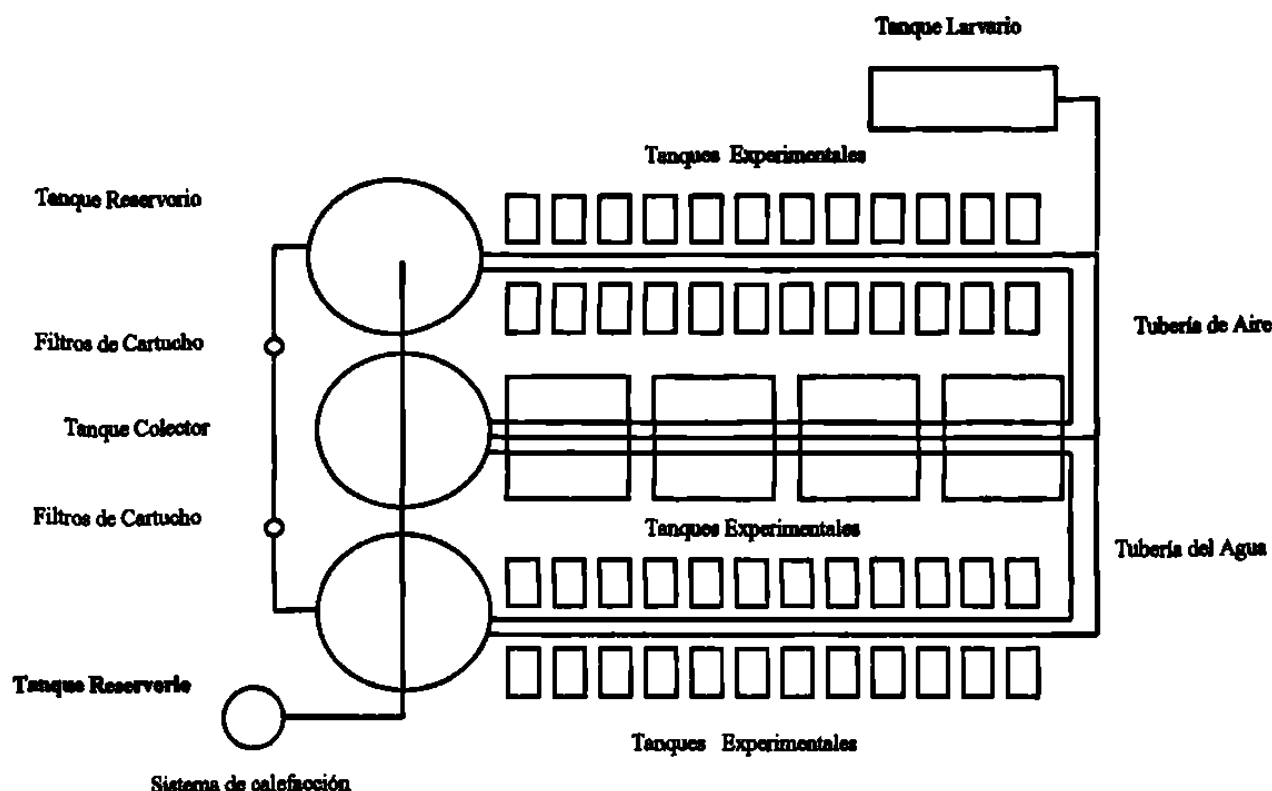 Tanque Larvario
Tanques Experimentales
Tanque Reservorio
Tubería de Aire
Filtros de Cartucho
Tanque Colector
Filtros de Cartucho
Tanques Experimentales
Tubería del Agua
Tanque Reservorio
Tanques Experimentales
Sistema de calefacción